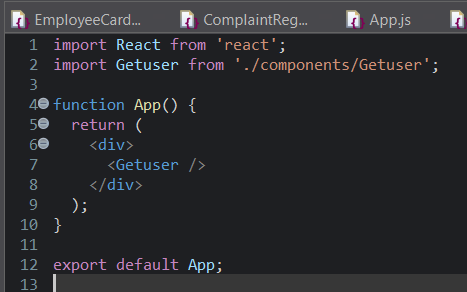 EmployeeCard... ComplaintReg... App.js
1 import React from 'react';
2 import Getuser from './components/Getuser';
3
4 function App() {
5   return (
6     <div>
7       <Getuser />
8     </div>
9   );
10 }
11
12 export default App;
13